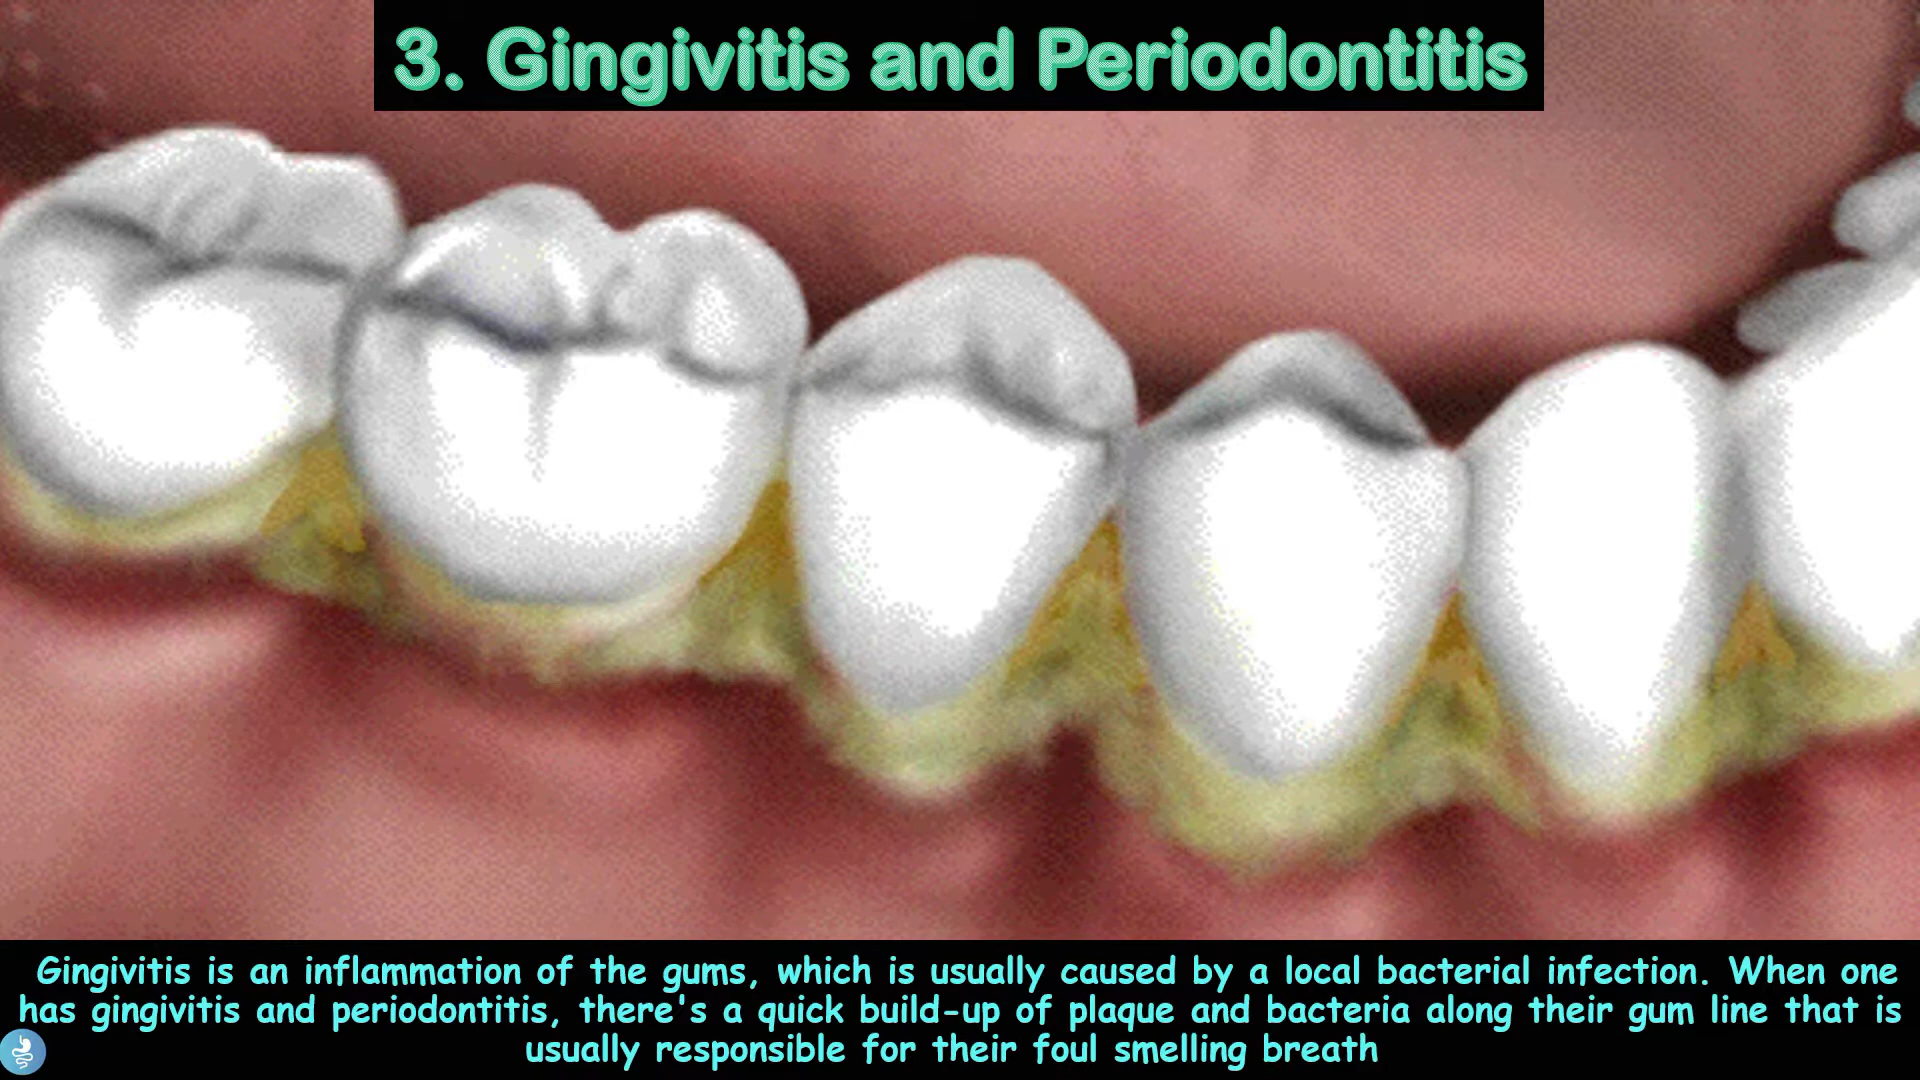 3. Gingivitis and Periodontitis
Gingivitis is an inflammation of the gums, which is usually caused by a local bacterial infection. When one
has gingivitis and periodontitis, there's a quick build-up of plaque and bacteria along their gum line that is
usually responsible for their foul smelling breath